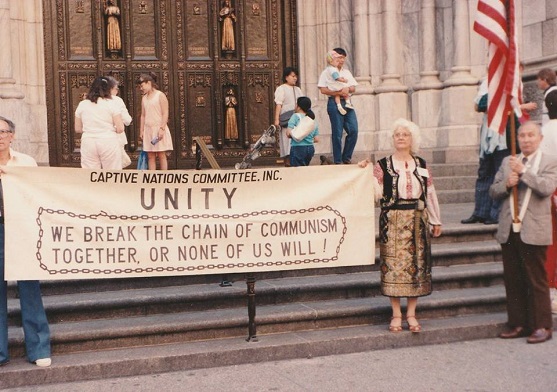 CAPTIVE NATIONS COMMITTEE, INC.
UNITY
WE BREAK THE CHAIN OF COMMUNISM
TOGETHER, OR NONE OF US WILL !